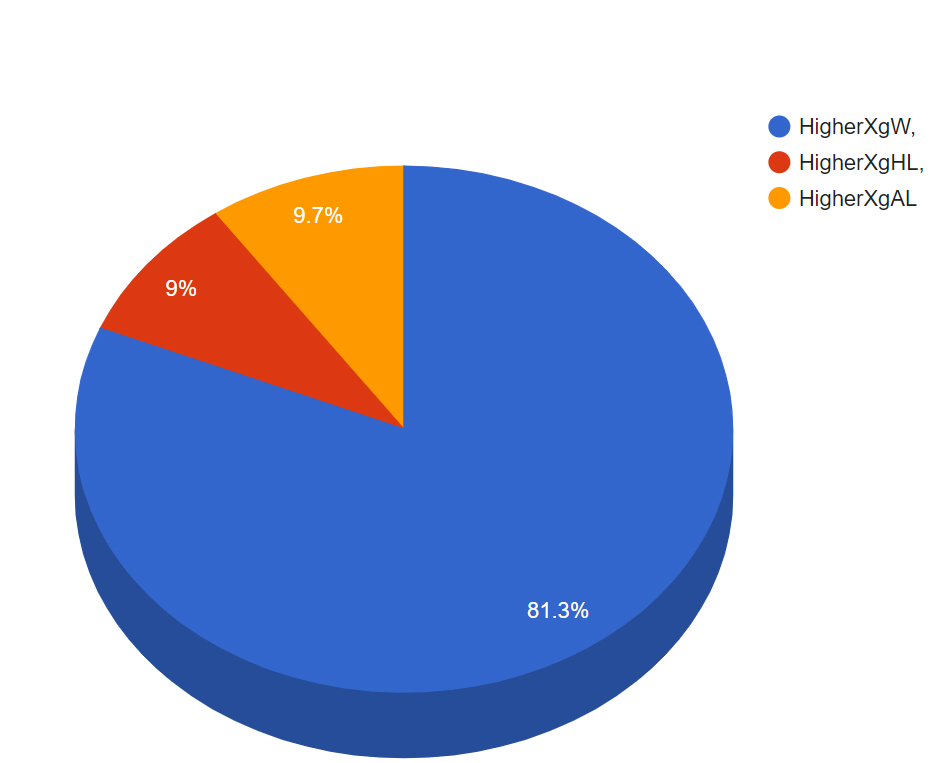 HigherXgW,
HigherXgHL,
HigherXgAL
9.7%
9%
81.3%